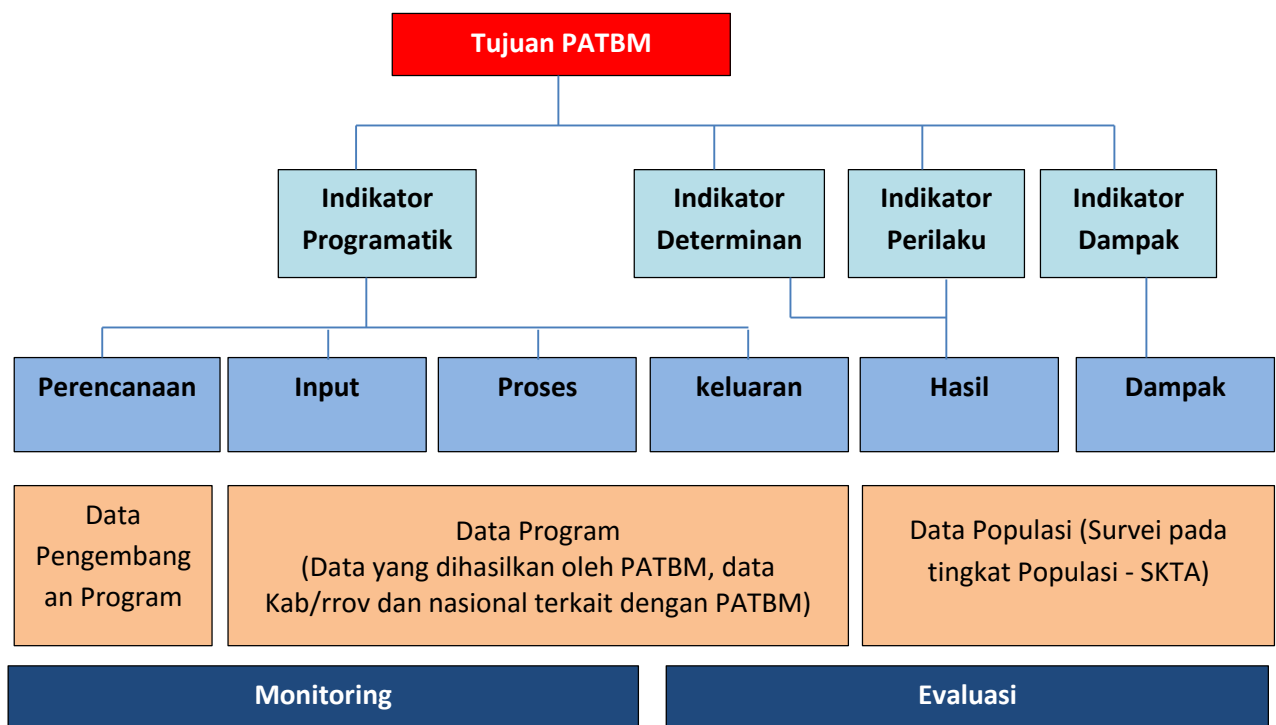 Tujuan PATBM
Indikator
Programatik
Indikator
Determinan
Indikator
Perilaku
Indikator
Dampak
Perencanaan
Input
Proses
keluaran
Hasil
Dampak
Data
Pengembang
an Program
Data Program
(Data yang dihasilkan oleh PATBM, data
Kab/rrov dan nasional terkait dengan PATBM)
Data Populasi (Survei pada
tingkat Populasi - SKTA)
Monitoring
Evaluasi